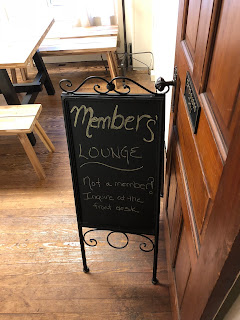 Members'
LOUNGE
Not a member?
Inquire at the
front desk